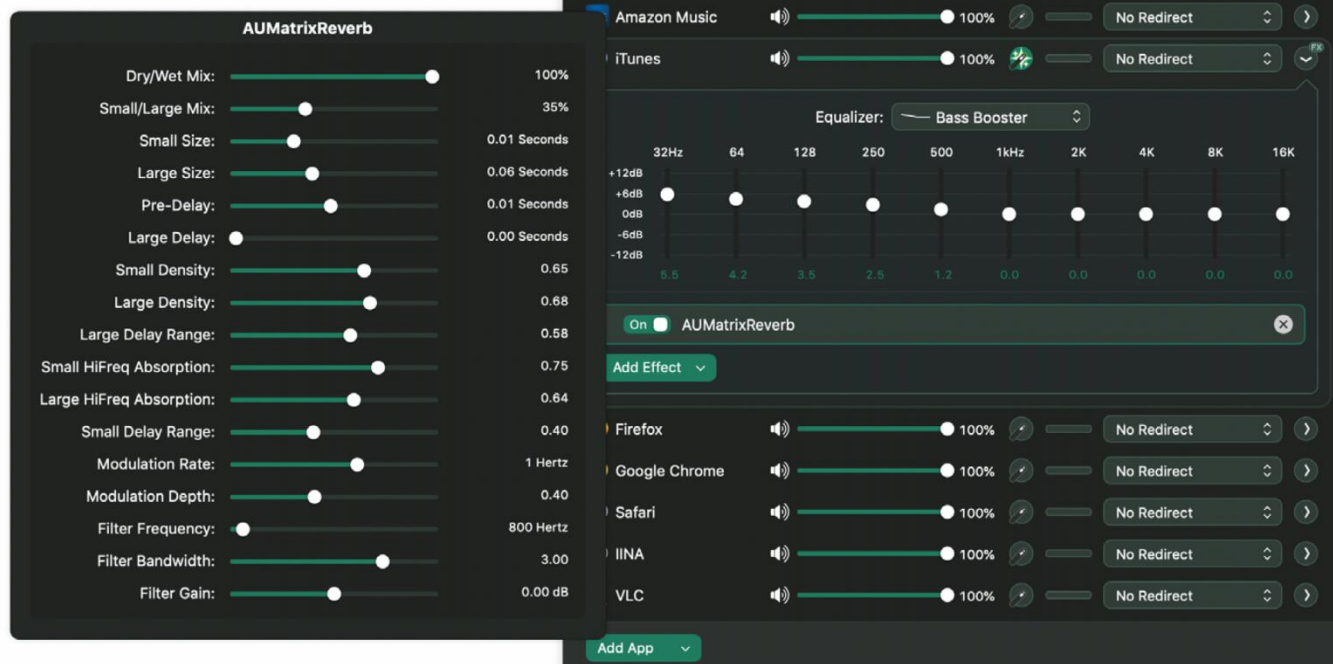 AUMatrixReverb
Dry/Wet Mix: 100%
Small/Large Mix: 35%
Small Size: 0.01 Seconds
Large Size: 0.06 Seconds
Pre-Delay: 0.01 Seconds
Large Delay: 0.00 Seconds
Small Density: 0.65
Large Density: 0.68
Large Delay Range: 0.58
Small HiFreq Absorption: 0.75
Large HiFreq Absorption: 0.64
Small Delay Range: 0.40
Modulation Rate: 1 Hertz
Modulation Depth: 0.40
Filter Frequency: 800 Hertz
Filter Bandwidth: 3.00
Filter Gain: 0.00 dB
Amazon Music 100% No Redirect
iTunes 100% No Redirect FX
Equalizer: Bass Booster
32Hz 64 128 250 500 1kHz 2K 4K 8K 16K
+12dB
+6dB
0dB
-6dB
-12dB
5.5 4.2 3.5 2.5 1.2 0.0 0.0 0.0 0.0 0.0
On AUMatrixReverb
Add Effect
Firefox 100% No Redirect
Google Chrome 100% No Redirect
Safari 100% No Redirect
IINA 100% No Redirect
VLC 100% No Redirect
Add App